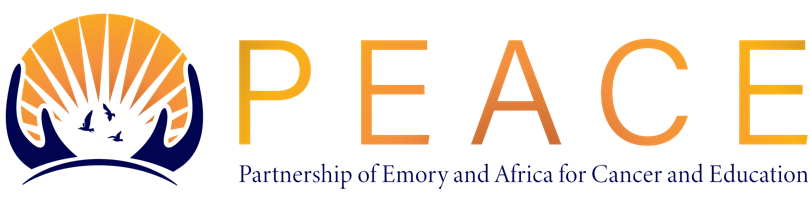 PEACE
Partnership of Emory and Africa for Cancer and Education